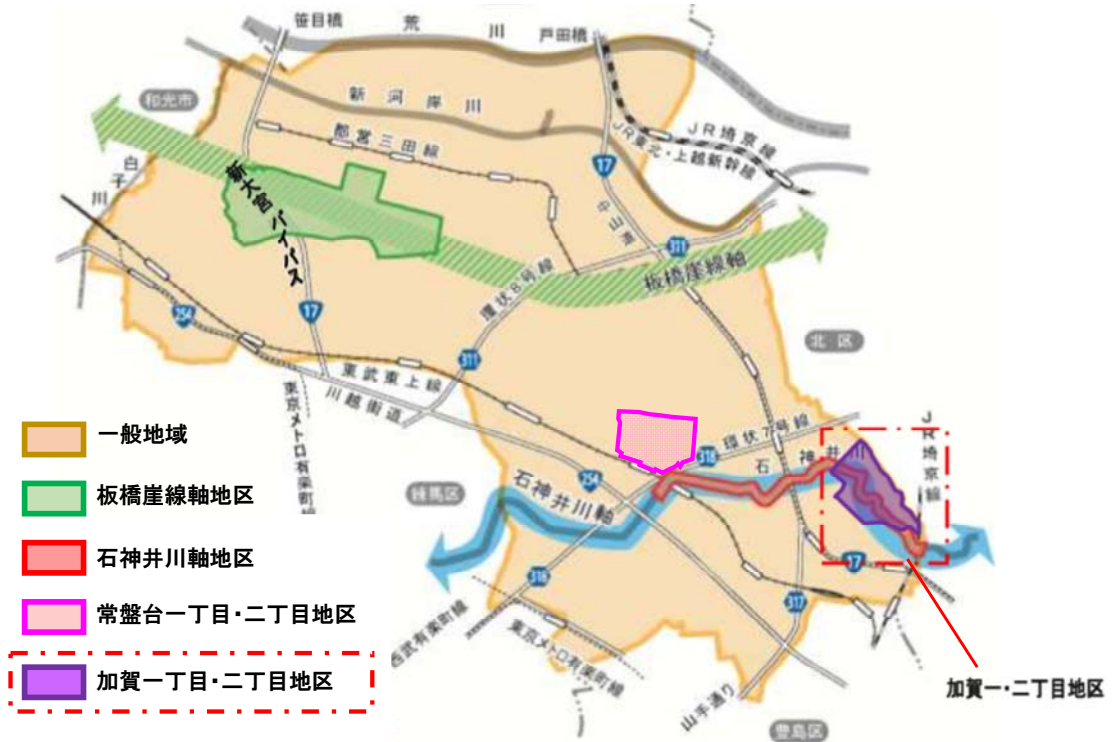 笹目橋
荒川
戸田橋
和光市
新河岸川
JR埼京線
JR東北・上越新幹線
都営三田線
17
中山道
白子川
新大宮バイパス
311
板橋崖線軸
環状8号線
17
254
北区
311
東武東上線
川越街道
東京メトロ有楽町線
環状7号線
318
石神井川
JR埼京線
254
石神井川軸
練馬区
17
318
317
西武有楽町線
東京メトロ有楽町線
山手通り
豊島区
加賀一・二丁目地区
一般地域
板橋崖線軸地区
石神井川軸地区
常盤台一丁目・二丁目地区
加賀一丁目・二丁目地区